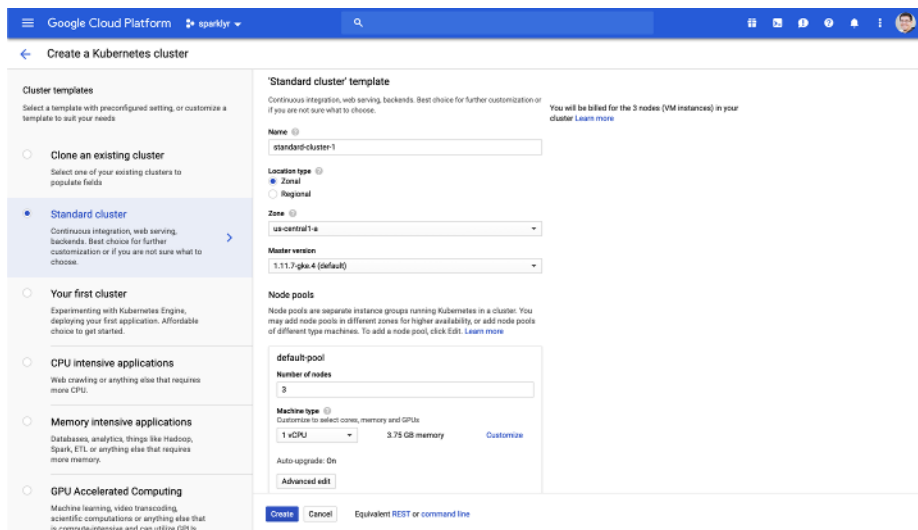 Google Cloud Platform
sparklyr
Create a Kubernetes cluster
Cluster templates
Select a template with preconfigured setting, or customize a
template to suit your needs
Clone an existing cluster
Select one of your existing clusters to
populate fields
Standard cluster
Continuous integration, web serving,
backends. Best choice for further
customization or if you are not sure what to
choose.
Your first cluster
Experimenting with Kubernetes Engine,
deploying your first application. Affordable
choice to get started.
CPU intensive applications
Web crawling or anything else that requires
more CPU.
Memory intensive applications
Databases, analytics, things like Hadoop,
Spark, ETL or anything else that requires
more memory.
GPU Accelerated Computing
Machine learning, video transcoding,
scientific computations or anything else that
is compute-intensive and can utilize GPUs
'Standard cluster' template
Continuous integration, web serving, backends. Best choice for further customization or
if you are not sure what to choose.
Name
standard-cluster-1
Location type
Zonal
Regional
Zone
us-central1-a
Master version
1.11.7-gke.4 (default)
Node pools
Node pools are separate instance groups running Kubernetes in a cluster. You
may add node pools in different zones for higher availability, or add node pools
of different type machines. To add a node pool, click Edit. Learn more
default-pool
Number of nodes
3
Machine type
Customize to select cores, memory and GPUs
1 vCPU
3.75 GB memory
Customize
Auto-upgrade: On
Advanced edit
Create
Cancel
Equivalent REST or command line
You will be billed for the 3 nodes (VM instances) in your
cluster Learn more